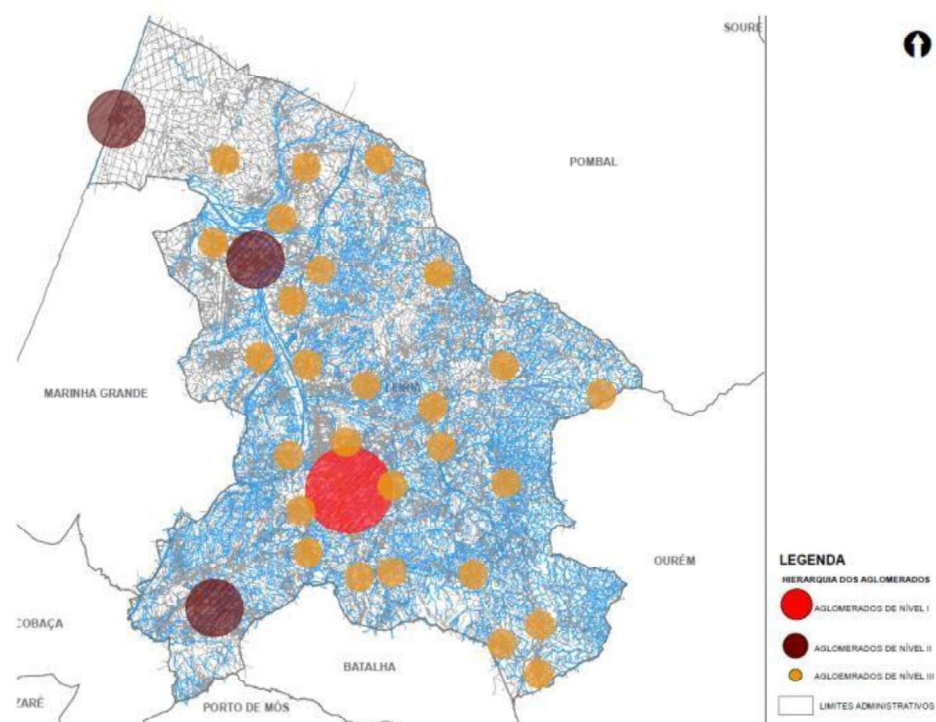 SOURE
POMBAL
MARINHA GRANDE
LEIRIA
OURÉM
COBAÇA
BATALHA
ZARÉ
PORTO DE MÓS
LEGENDA
HIERARQUIA DOS AGLOMERADOS
AGLOMERADOS DE NÍVEL I
AGLOMERADOS DE NÍVEL II
AGLOEMRADOS DE NÍVEL III
LIMITES ADMINISTRATIVOS